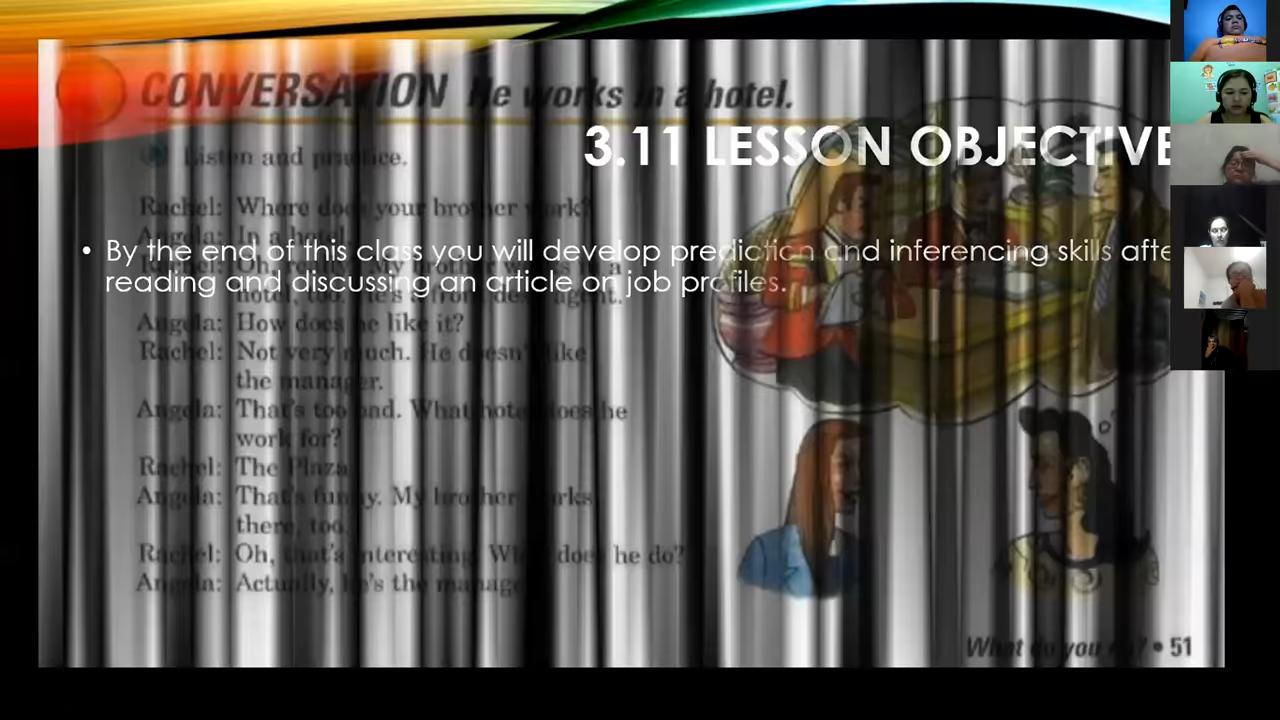 CONVERSATION He works in a hotel.
3.11 LESSON OBJECTIVE
Listen and practice.
Rachel: Where does your brother work?
Angela: In a hotel.
• By the end of this class you will develop prediction and inferencing skills afte
reading and discussing an article on job profiles.
hotel, too. He's a front desk agent.
Angela: How does he like it?
Rachel: Not very much. He doesn't like
the manager.
Angela: That's too bad. What hotel does he
work for?
Rachel: The Plaza
Angela: That's funny. My brother works
there, too.
Rachel: Oh, that's interesting. What does he do?
Angela: Actually, he's the manage
What do you do? • 51